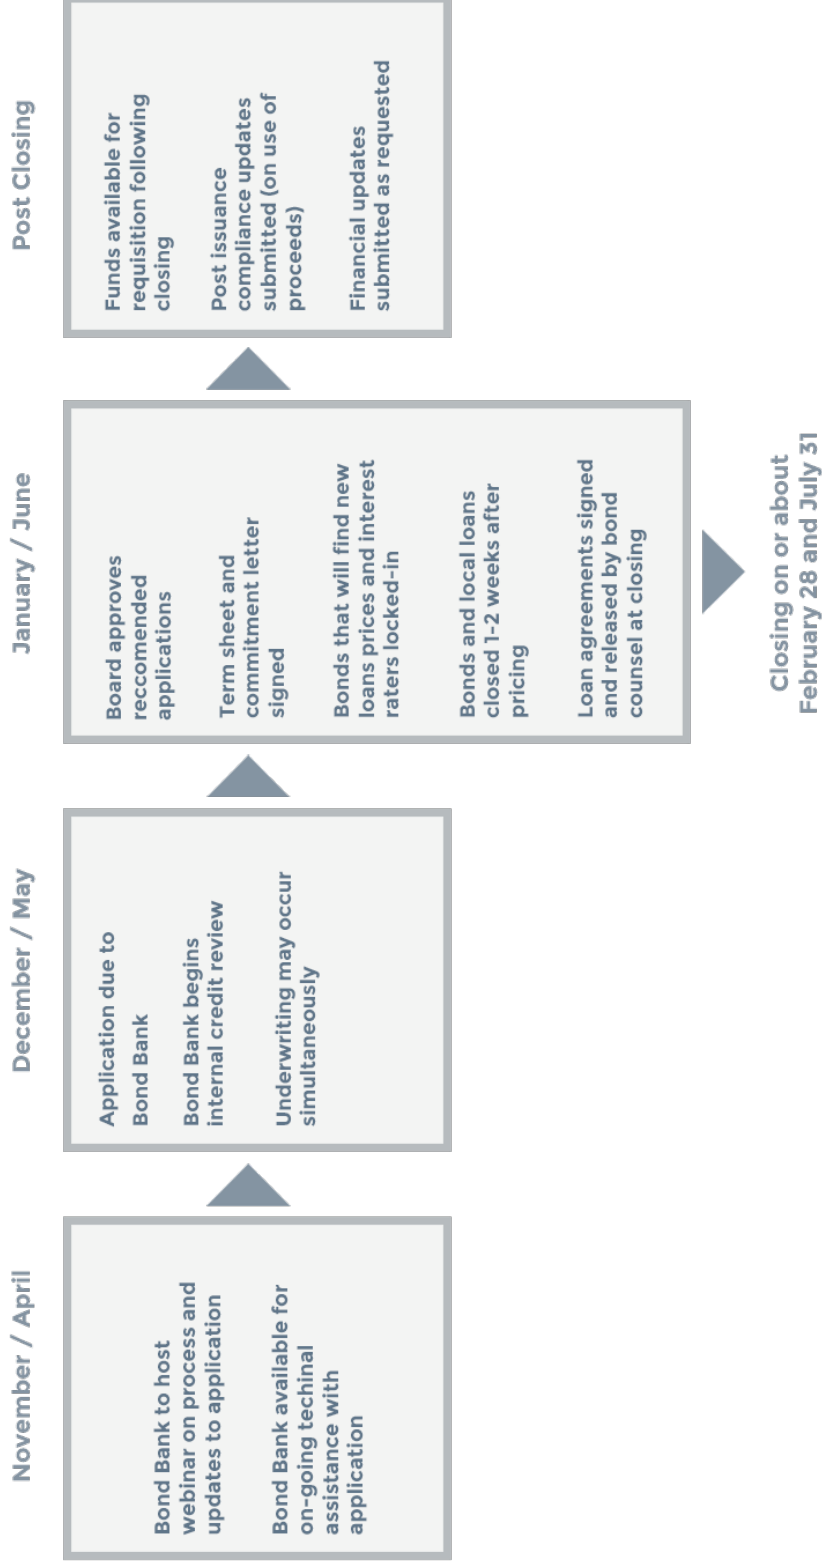 November / April
Bond Bank to host
webinar on process and
updates to application
Bond Bank available for
on-going techinal
assistance with
application
December / May
Application due to
Bond Bank
Bond Bank begins
internal credit review
Underwriting may occur
simultaneously
January / June
Board approves
reccomended
applications
Term sheet and
commitment letter
signed
Bonds that will find new
loans prices and interest
raters locked-in
Bonds and local loans
closed 1-2 weeks after
pricing
Loan agreements signed
and released by bond
counsel at closing
Closing on or about
February 28 and July 31
Post Closing
Funds available for
requisition following
closing
Post issuance
compliance updates
submitted (on use of
proceeds)
Financial updates
submitted as requested